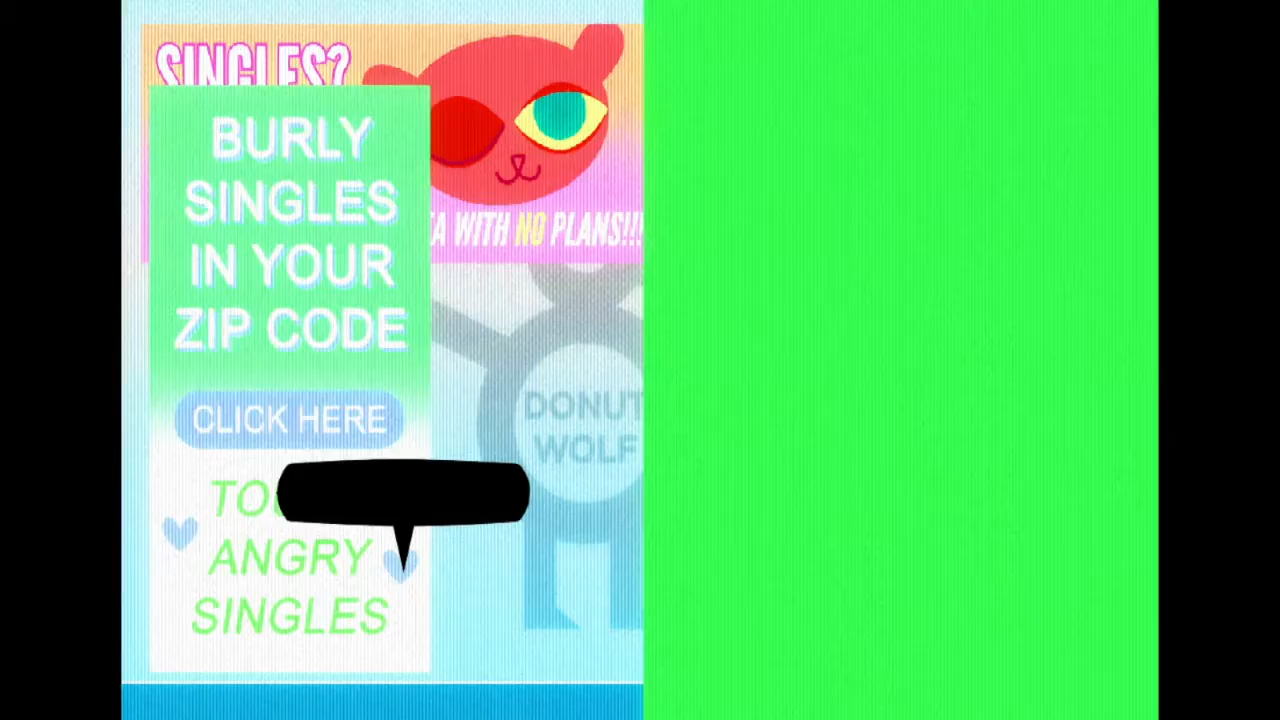 SINGLES?
BURLY
SINGLES
IN YOUR
ZIP CODE
WITH NO PLANS!!!
CLICK HERE
DONUT
WOLF
ANGRY
SINGLES